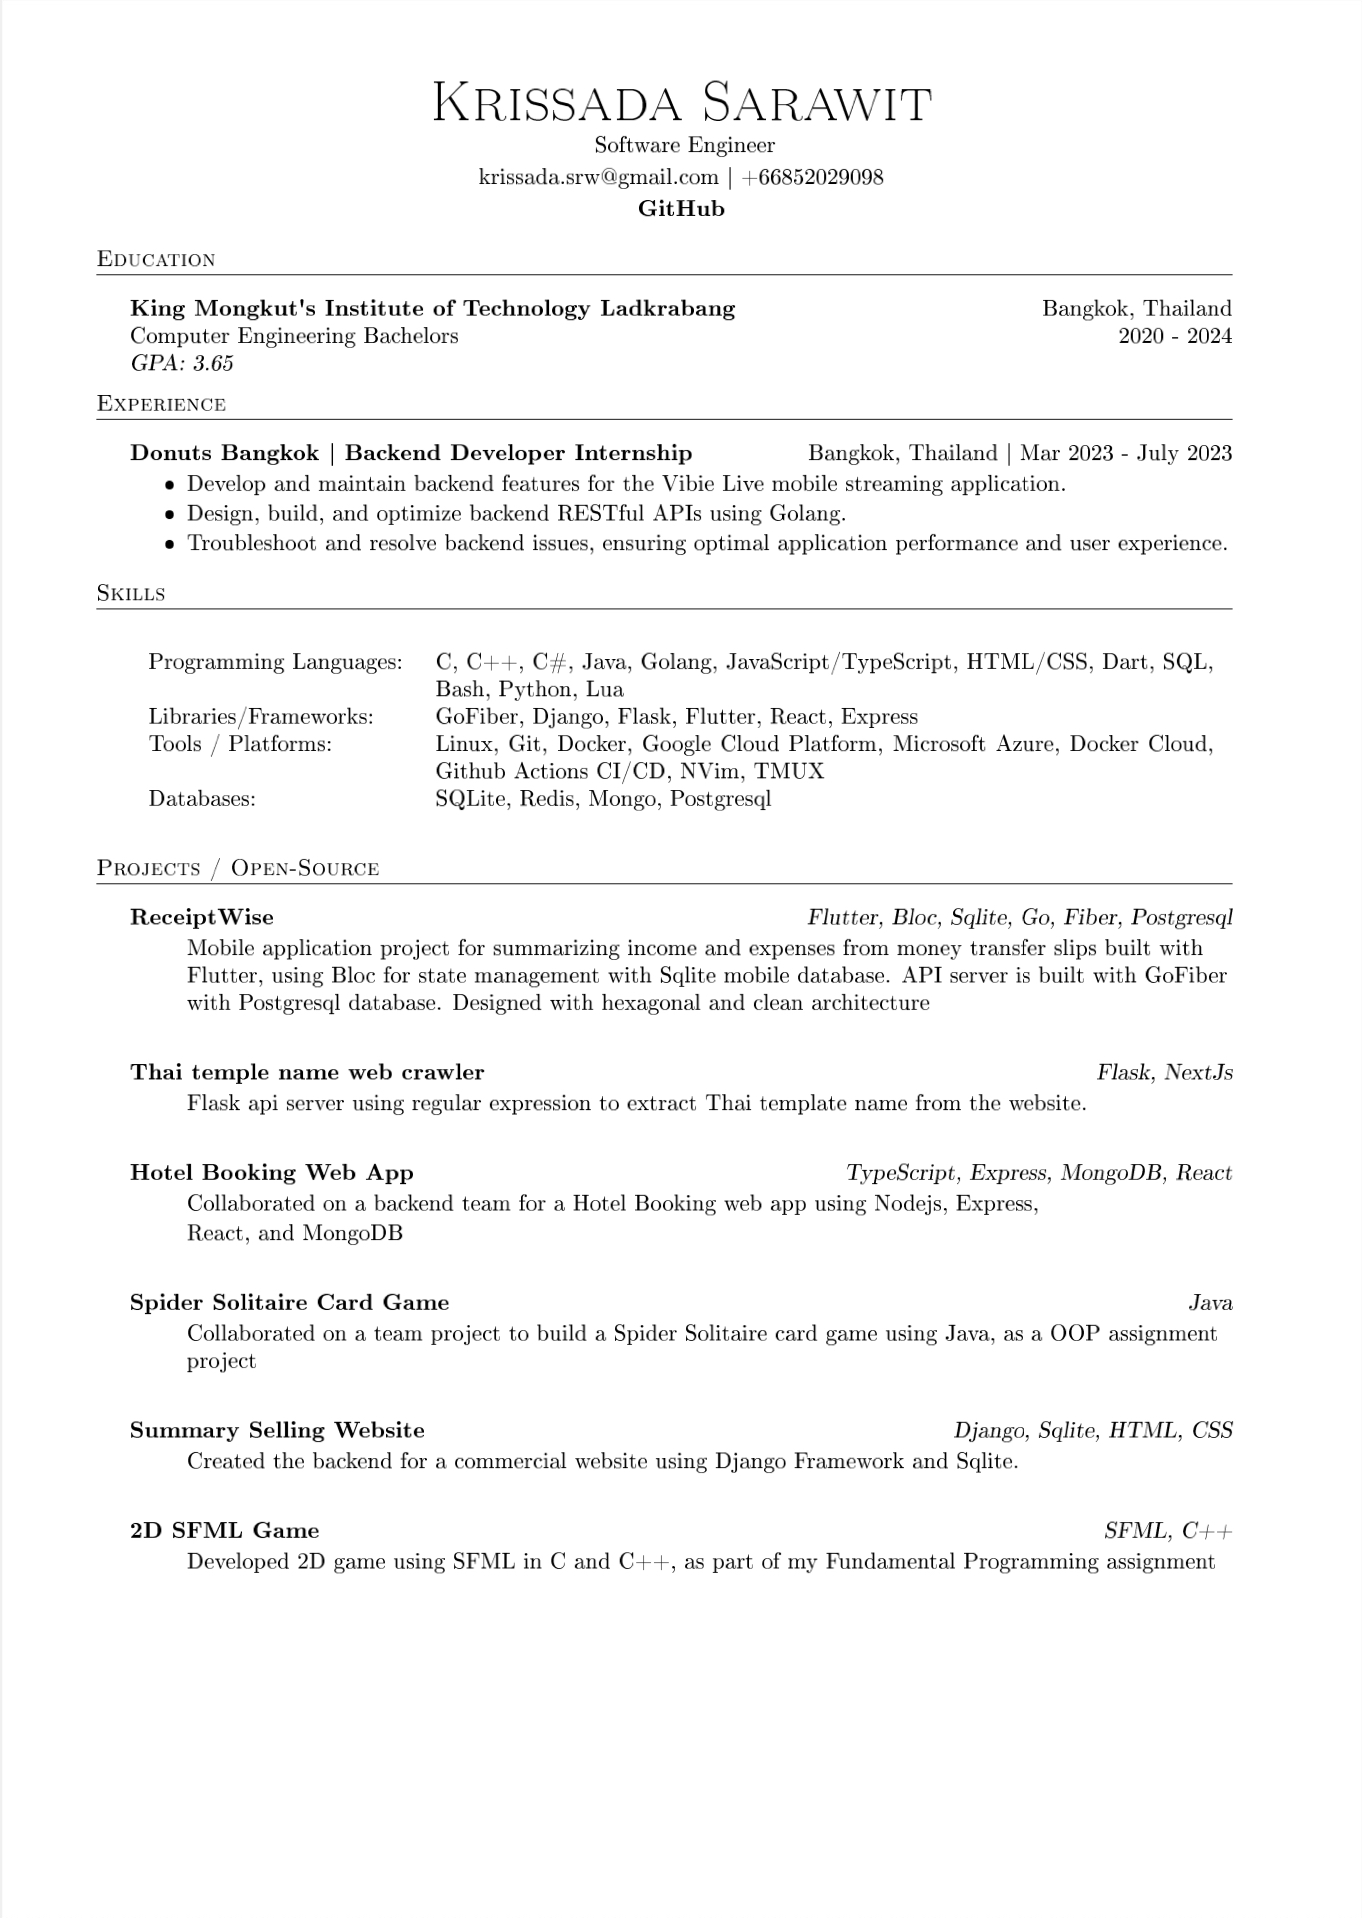 Krissada Sarawit
Software Engineer
krissada.srw@gmail.com | +66852029098
GitHub
Education
King Mongkut's Institute of Technology Ladkrabang Bangkok, Thailand
Computer Engineering Bachelors 2020 - 2024
GPA: 3.65
Experience
Donuts Bangkok | Backend Developer Internship Bangkok, Thailand | Mar 2023 - July 2023
• Develop and maintain backend features for the Vibie Live mobile streaming application.
• Design, build, and optimize backend RESTful APIs using Golang.
• Troubleshoot and resolve backend issues, ensuring optimal application performance and user experience.
Skills
Programming Languages: C, C++, C#, Java, Golang, JavaScript/TypeScript, HTML/CSS, Dart, SQL,
Bash, Python, Lua
Libraries/Frameworks: GoFiber, Django, Flask, Flutter, React, Express
Tools / Platforms: Linux, Git, Docker, Google Cloud Platform, Microsoft Azure, Docker Cloud,
Github Actions CI/CD, NVim, TMUX
Databases: SQLite, Redis, Mongo, Postgresql
Projects / Open-Source
ReceiptWise Flutter, Bloc, Sqlite, Go, Fiber, Postgresql
Mobile application project for summarizing income and expenses from money transfer slips built with
Flutter, using Bloc for state management with Sqlite mobile database. API server is built with GoFiber
with Postgresql database. Designed with hexagonal and clean architecture
Thai temple name web crawler Flask, NextJs
Flask api server using regular expression to extract Thai template name from the website.
Hotel Booking Web App TypeScript, Express, MongoDB, React
Collaborated on a backend team for a Hotel Booking web app using Nodejs, Express,
React, and MongoDB
Spider Solitaire Card Game Java
Collaborated on a team project to build a Spider Solitaire card game using Java, as a OOP assignment
project
Summary Selling Website Django, Sqlite, HTML, CSS
Created the backend for a commercial website using Django Framework and Sqlite.
2D SFML Game SFML, C++
Developed 2D game using SFML in C and C++, as part of my Fundamental Programming assignment